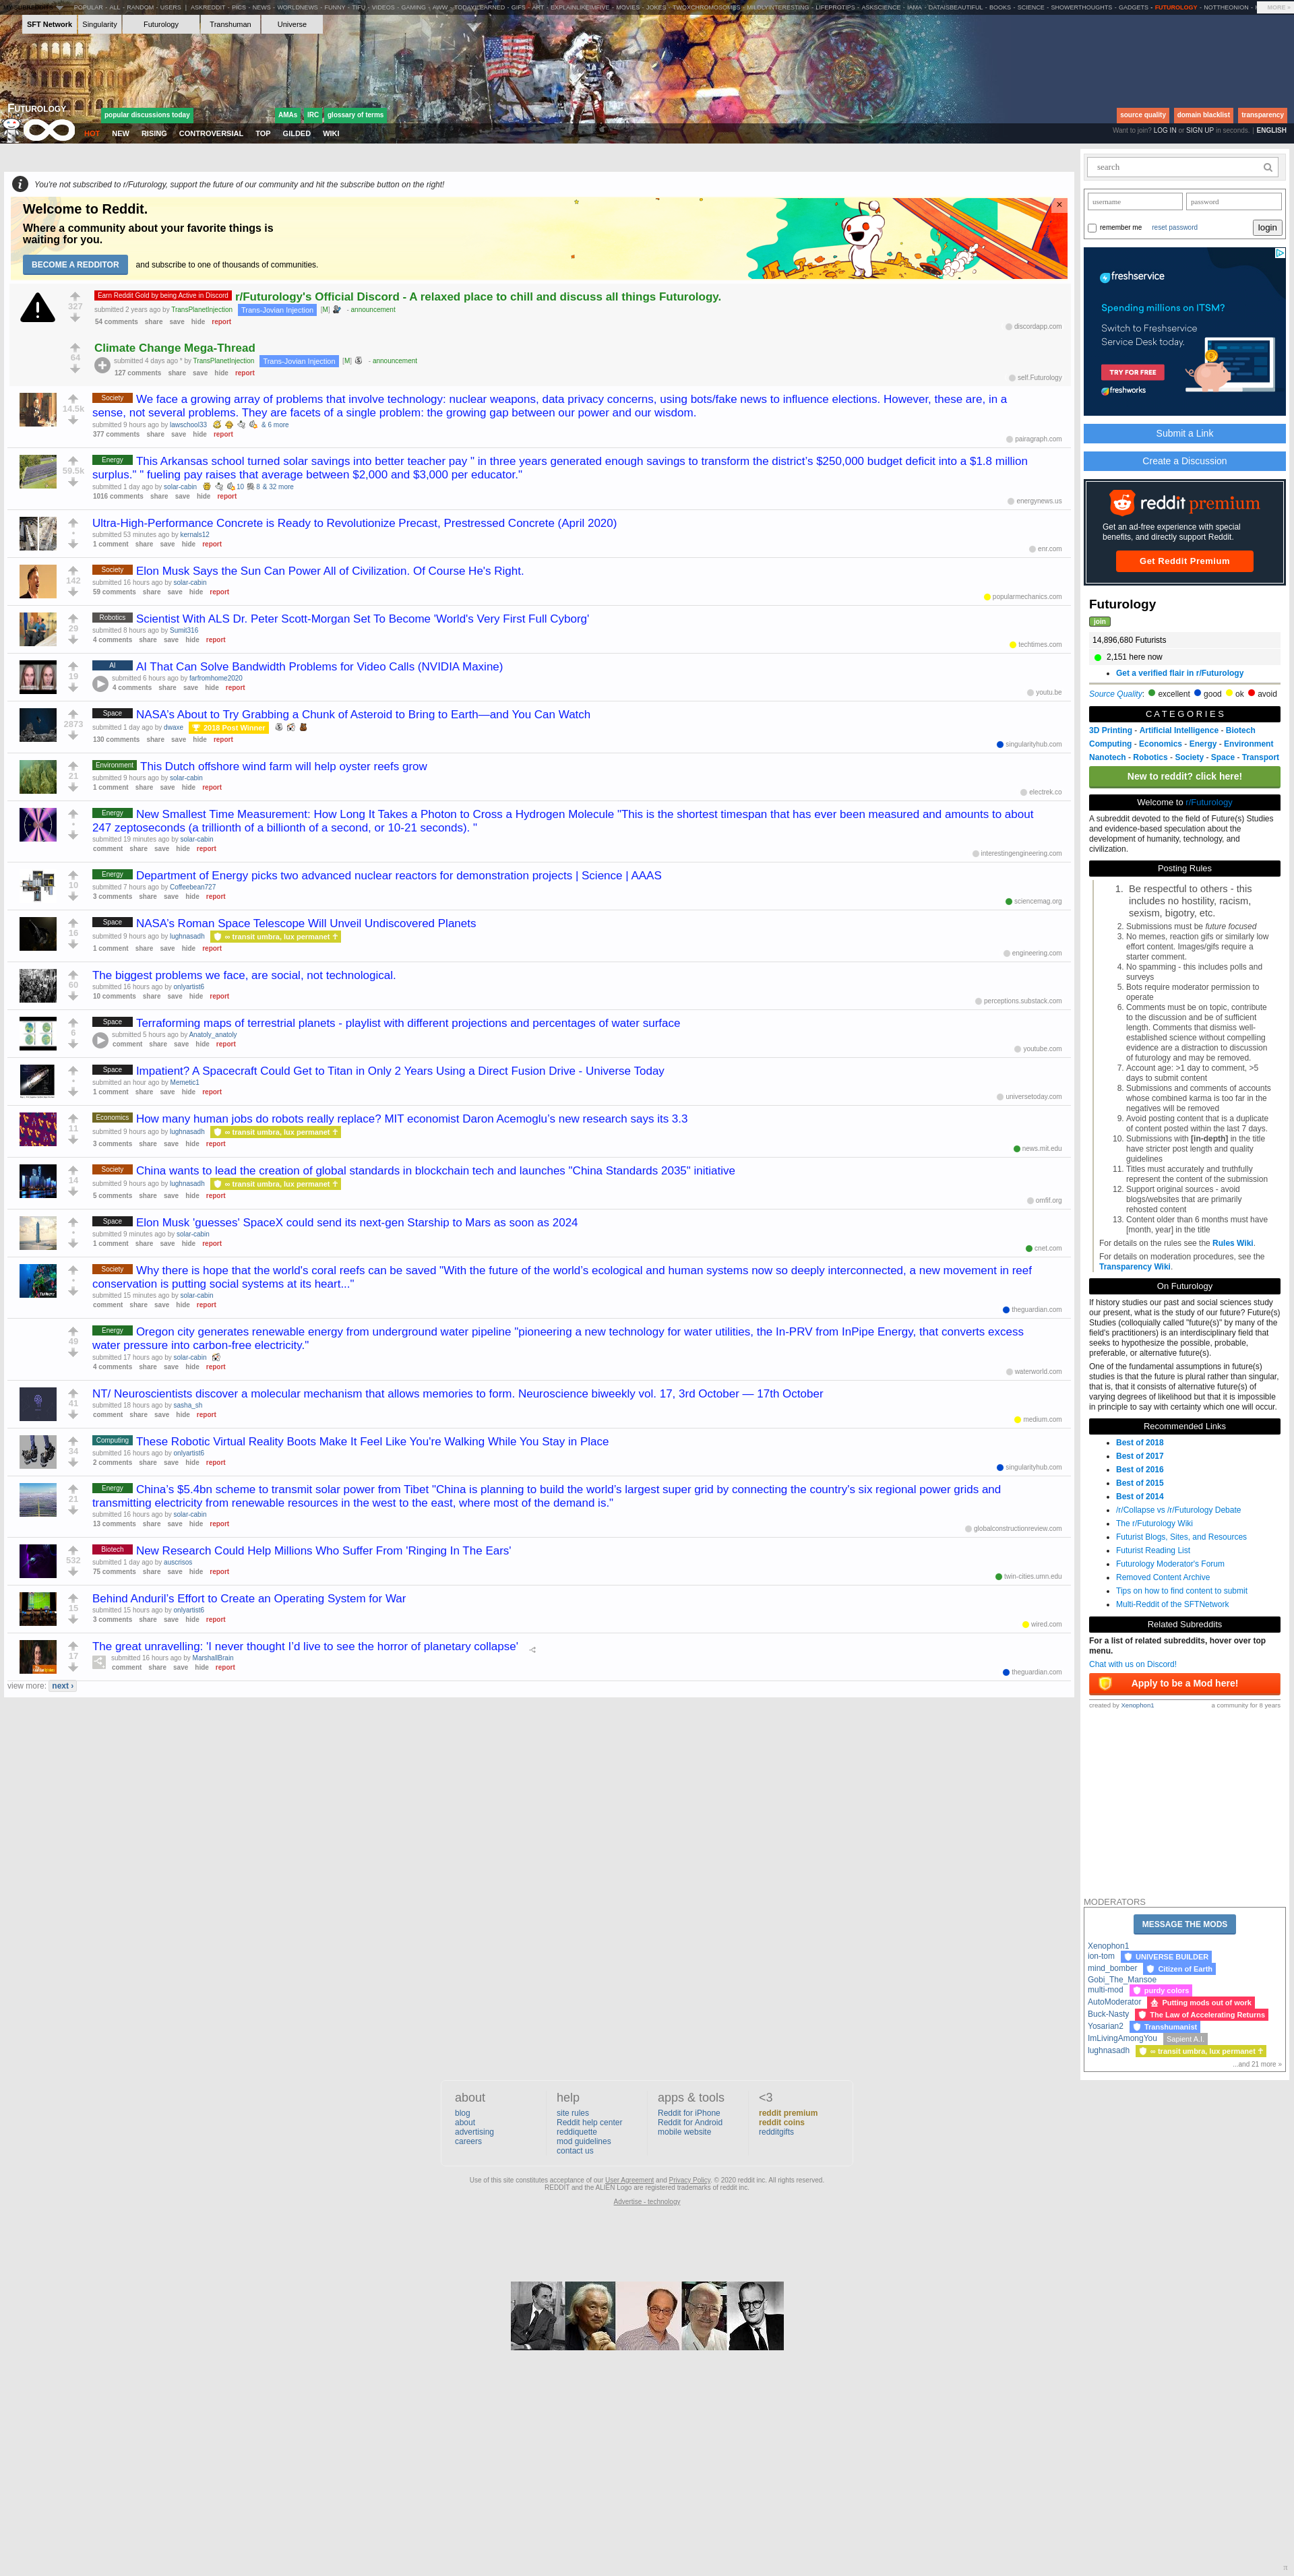 POPULAR - ALL - RANDOM - USERS | ASKREDDIT - PICS - NEWS - WORLDNEWS - FUNNY - TIFU - VIDEOS - GAMING - AWW - TODAYILEARNED - GIFS - ART - EXPLAINLIKEIMFIVE - MOVIES - JOKES - TWOXCHROMOSOMES - MILDLYINTERESTING - LIFEPROTIPS - ASKSCIENCE - IAMA - DATAISBEAUTIFUL - BOOKS - SCIENCE - SHOWERTHOUGHTS - GADGETS - FUTUROLOGY - NOTTHEONION
MORE »
SFT Network
Singularity
Futurology
Transhuman
Universe
FUTUROLOGY
popular discussions today
AMAs
IRC
glossary of terms
source quality
domain blacklist
transparency
HOT NEW RISING CONTROVERSIAL TOP GILDED WIKI
Want to join? LOG IN or SIGN UP in seconds. | ENGLISH
You're not subscribed to r/Futurology, support the future of our community and hit the subscribe button on the right!
Welcome to Reddit.
Where a community about your favorite things is
waiting for you.
BECOME A REDDITOR and subscribe to one of thousands of communities.
327
Earn Reddit Gold by being Active in Discord r/Futurology's Official Discord - A relaxed place to chill and discuss all things Futurology.
submitted 2 years ago by TransPlanetInjection Trans-Jovian Injection [M] - announcement
54 comments share save hide report
discordapp.com
64
Climate Change Mega-Thread
submitted 4 days ago * by TransPlanetInjection Trans-Jovian Injection [M] - announcement
127 comments share save hide report
self.Futurology
14.5k
Society We face a growing array of problems that involve technology: nuclear weapons, data privacy concerns, using bots/fake news to influence elections. However, these are, in a
sense, not several problems. They are facets of a single problem: the growing gap between our power and our wisdom.
submitted 9 hours ago by lawschool33 & 6 more
377 comments share save hide report
pairagraph.com
59.5k
Energy This Arkansas school turned solar savings into better teacher pay " in three years generated enough savings to transform the district's $250,000 budget deficit into a $1.8 million
surplus." " fueling pay raises that average between $2,000 and $3,000 per educator."
submitted 1 day ago by solar-cabin 10 8 & 32 more
1016 comments share save hide report
energynews.us
•
Ultra-High-Performance Concrete is Ready to Revolutionize Precast, Prestressed Concrete (April 2020)
submitted 53 minutes ago by kernals12
1 comment share save hide report
enr.com
142
Society Elon Musk Says the Sun Can Power All of Civilization. Of Course He's Right.
submitted 16 hours ago by solar-cabin
59 comments share save hide report
popularmechanics.com
29
Robotics Scientist With ALS Dr. Peter Scott-Morgan Set To Become 'World's Very First Full Cyborg'
submitted 8 hours ago by Sumit316
4 comments share save hide report
techtimes.com
19
AI AI That Can Solve Bandwidth Problems for Video Calls (NVIDIA Maxine)
submitted 6 hours ago by farfromhome2020
4 comments share save hide report
youtu.be
2873
Space NASA's About to Try Grabbing a Chunk of Asteroid to Bring to Earth—and You Can Watch
submitted 1 day ago by dwaxe 2018 Post Winner
130 comments share save hide report
singularityhub.com
21
Environment This Dutch offshore wind farm will help oyster reefs grow
submitted 9 hours ago by solar-cabin
1 comment share save hide report
electrek.co
•
Energy New Smallest Time Measurement: How Long It Takes a Photon to Cross a Hydrogen Molecule "This is the shortest timespan that has ever been measured and amounts to about
247 zeptoseconds (a trillionth of a billionth of a second, or 10-21 seconds). "
submitted 19 minutes ago by solar-cabin
comment share save hide report
interestingengineering.com
10
Energy Department of Energy picks two advanced nuclear reactors for demonstration projects | Science | AAAS
submitted 7 hours ago by Coffeebean727
3 comments share save hide report
sciencemag.org
16
Space NASA's Roman Space Telescope Will Unveil Undiscovered Planets
submitted 9 hours ago by lughnasadh ∞ transit umbra, lux permanet ☥
1 comment share save hide report
engineering.com
60
The biggest problems we face, are social, not technological.
submitted 16 hours ago by onlyartist6
10 comments share save hide report
perceptions.substack.com
6
Space Terraforming maps of terrestrial planets - playlist with different projections and percentages of water surface
submitted 5 hours ago by Anatoly_anatoly
comment share save hide report
youtube.com
•
Space Impatient? A Spacecraft Could Get to Titan in Only 2 Years Using a Direct Fusion Drive - Universe Today
submitted an hour ago by Memetic1
1 comment share save hide report
universetoday.com
11
Economics How many human jobs do robots really replace? MIT economist Daron Acemoglu's new research says its 3.3
submitted 9 hours ago by lughnasadh ∞ transit umbra, lux permanet ☥
3 comments share save hide report
news.mit.edu
14
Society China wants to lead the creation of global standards in blockchain tech and launches "China Standards 2035" initiative
submitted 9 hours ago by lughnasadh ∞ transit umbra, lux permanet ☥
5 comments share save hide report
omfif.org
•
Space Elon Musk 'guesses' SpaceX could send its next-gen Starship to Mars as soon as 2024
submitted 9 minutes ago by solar-cabin
1 comment share save hide report
cnet.com
•
Society Why there is hope that the world's coral reefs can be saved "With the future of the world's ecological and human systems now so deeply interconnected, a new movement in reef
conservation is putting social systems at its heart..."
submitted 15 minutes ago by solar-cabin
comment share save hide report
theguardian.com
49
Energy Oregon city generates renewable energy from underground water pipeline "pioneering a new technology for water utilities, the In-PRV from InPipe Energy, that converts excess
water pressure into carbon-free electricity."
submitted 17 hours ago by solar-cabin
4 comments share save hide report
waterworld.com
41
NT/ Neuroscientists discover a molecular mechanism that allows memories to form. Neuroscience biweekly vol. 17, 3rd October — 17th October
submitted 18 hours ago by sasha_sh
comment share save hide report
medium.com
34
Computing These Robotic Virtual Reality Boots Make It Feel Like You're Walking While You Stay in Place
submitted 16 hours ago by onlyartist6
2 comments share save hide report
singularityhub.com
21
Energy China's $5.4bn scheme to transmit solar power from Tibet "China is planning to build the world's largest super grid by connecting the country's six regional power grids and
transmitting electricity from renewable resources in the west to the east, where most of the demand is."
submitted 16 hours ago by solar-cabin
13 comments share save hide report
globalconstructionreview.com
532
Biotech New Research Could Help Millions Who Suffer From 'Ringing In The Ears'
submitted 1 day ago by auscrisos
75 comments share save hide report
twin-cities.umn.edu
15
Behind Anduril's Effort to Create an Operating System for War
submitted 15 hours ago by onlyartist6
3 comments share save hide report
wired.com
17
The great unravelling: 'I never thought I'd live to see the horror of planetary collapse'
submitted 16 hours ago by MarshallBrain
comment share save hide report
theguardian.com
view more: next ›
search
username
password
remember me reset password login
freshservice
Spending millions on ITSM?
Switch to Freshservice
Service Desk today.
TRY FOR FREE
freshworks
Submit a Link
Create a Discussion
reddit premium
Get an ad-free experience with special
benefits, and directly support Reddit.
Get Reddit Premium
Futurology
join
14,896,680 Futurists
2,151 here now
Get a verified flair in r/Futurology
Source Quality: excellent good ok avoid
CATEGORIES
3D Printing - Artificial Intelligence - Biotech
Computing - Economics - Energy - Environment
Nanotech - Robotics - Society - Space - Transport
New to reddit? click here!
Welcome to r/Futurology
A subreddit devoted to the field of Future(s) Studies
and evidence-based speculation about the
development of humanity, technology, and
civilization.
Posting Rules
1. Be respectful to others - this
includes no hostility, racism,
sexism, bigotry, etc.
2. Submissions must be future focused
3. No memes, reaction gifs or similarly low
effort content. Images/gifs require a
starter comment.
4. No spamming - this includes polls and
surveys
5. Bots require moderator permission to
operate
6. Comments must be on topic, contribute
to the discussion and be of sufficient
length. Comments that dismiss well-
established science without compelling
evidence are a distraction to discussion
of futurology and may be removed.
7. Account age: >1 day to comment, >5
days to submit content
8. Submissions and comments of accounts
whose combined karma is too far in the
negatives will be removed
9. Avoid posting content that is a duplicate
of content posted within the last 7 days.
10. Submissions with [in-depth] in the title
have stricter post length and quality
guidelines
11. Titles must accurately and truthfully
represent the content of the submission
12. Support original sources - avoid
blogs/websites that are primarily
rehosted content
13. Content older than 6 months must have
[month, year] in the title
For details on the rules see the Rules Wiki.
For details on moderation procedures, see the
Transparency Wiki.
On Futurology
If history studies our past and social sciences study
our present, what is the study of our future? Future(s)
Studies (colloquially called "future(s)" by many of the
field's practitioners) is an interdisciplinary field that
seeks to hypothesize the possible, probable,
preferable, or alternative future(s).
One of the fundamental assumptions in future(s)
studies is that the future is plural rather than singular,
that is, that it consists of alternative future(s) of
varying degrees of likelihood but that it is impossible
in principle to say with certainty which one will occur.
Recommended Links
Best of 2018
Best of 2017
Best of 2016
Best of 2015
Best of 2014
/r/Collapse vs /r/Futurology Debate
The r/Futurology Wiki
Futurist Blogs, Sites, and Resources
Futurist Reading List
Futurology Moderator's Forum
Removed Content Archive
Tips on how to find content to submit
Multi-Reddit of the SFTNetwork
Related Subreddits
For a list of related subreddits, hover over top
menu.
Chat with us on Discord!
Apply to be a Mod here!
created by Xenophon1 a community for 8 years
MODERATORS
MESSAGE THE MODS
Xenophon1
ion-tom UNIVERSE BUILDER
mind_bomber Citizen of Earth
Gobi_The_Mansoe
multi-mod purdy colors
AutoModerator Putting mods out of work
Buck-Nasty The Law of Accelerating Returns
Yosarian2 Transhumanist
ImLivingAmongYou Sapient A.I.
lughnasadh ∞ transit umbra, lux permanet ☥
...and 21 more »
about
blog
about
advertising
careers
help
site rules
Reddit help center
reddiquette
mod guidelines
contact us
apps & tools
Reddit for iPhone
Reddit for Android
mobile website
<3
reddit premium
reddit coins
redditgifts
Use of this site constitutes acceptance of our User Agreement and Privacy Policy. © 2020 reddit inc. All rights reserved.
REDDIT and the ALIEN Logo are registered trademarks of reddit inc.
Advertise - technology
π